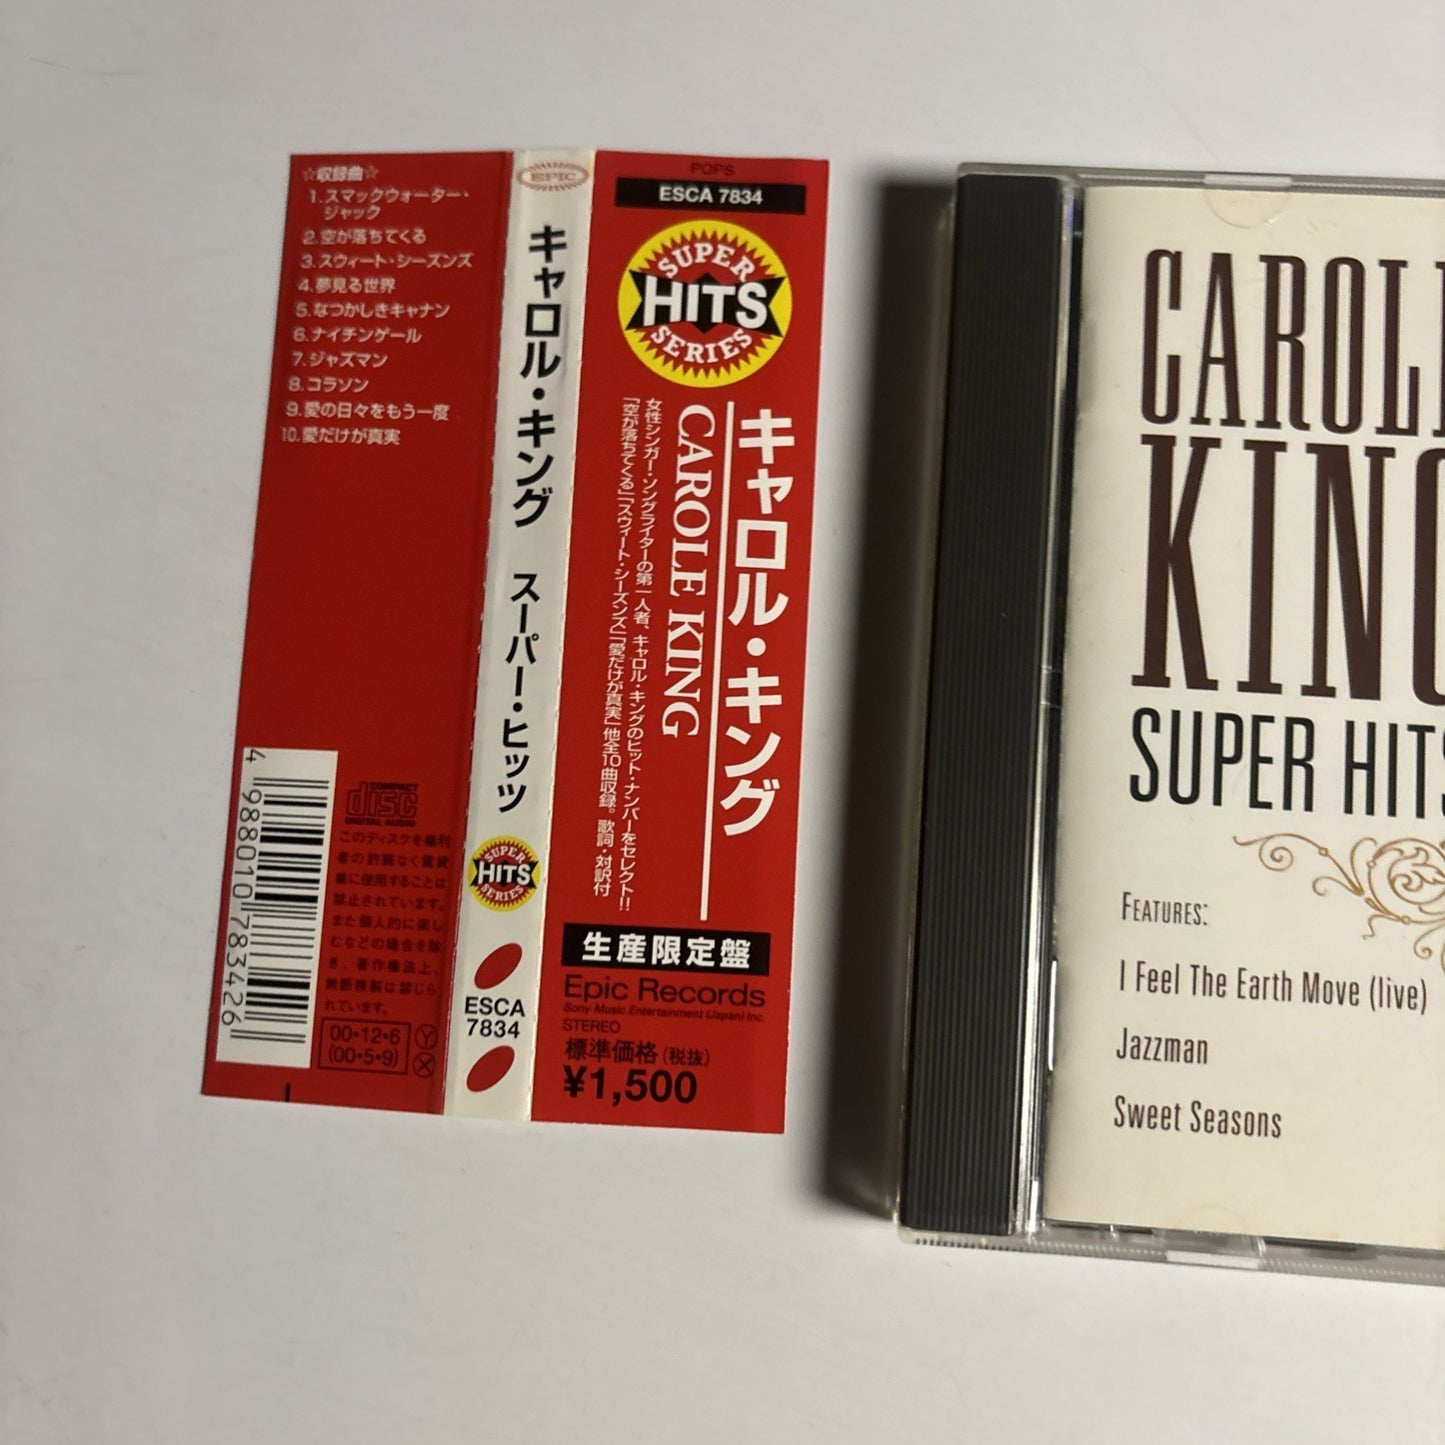 ☆収録曲☆
1.スマックウォーター・
ジャック
2.空が落ちてくる
3.スウィート・シーズンズ
4.夢見る世界
5.なつかしきキャナン
6.ナイチンゲール
7.ジャズマン
8.コラソン
9.愛の日々をもう一度
10.愛だけが真実
4 988010 783426
COMPACT
disc
DIGITAL AUDIO
このディスクを権利
者の許諾なく賃貸
業に使用することは
禁止されています。
また個人的に楽し
むなどの場合を除
き、著作権法上、
無断複製は禁じら
れています。
00・12・6
(00・5・9)
Y
X
EPIC
キャロル・キング スーパー・ヒッツ
SUPER
HITS
SERIES
ESCA
7834
POPS
ESCA 7834
SUPER
HITS
SERIES
キャロル・キング
CAROLE KING
女性シンガー・ソングライターの第一人者、キャロル・キングのヒット・ナンバーをセレクト!!
「空が落ちてくる」「スウィート・シーズンズ」「愛だけが真実」他全10曲収録。歌詞・対訳付
生産限定盤
Epic Records
Sony Music Entertainment (Japan) Inc.
STEREO
標準価格(税抜)
¥1,500
CAROLE
KING
SUPER HITS
FEATURES:
I Feel The Earth Move (live)
Jazzman
Sweet Seasons